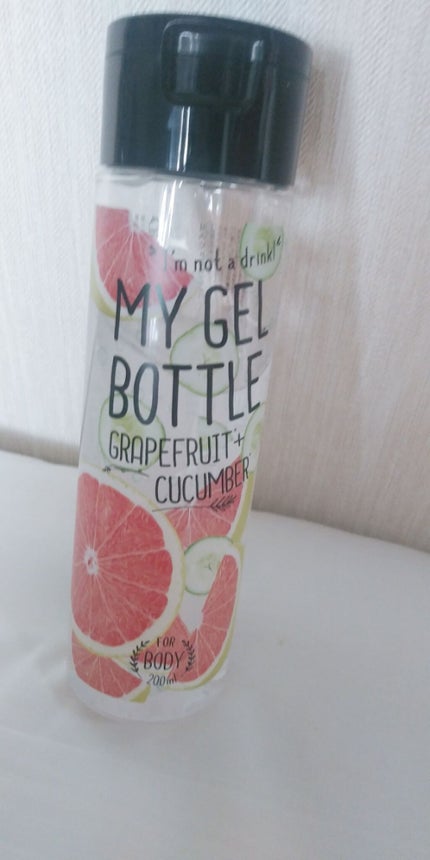 I'm not a drink!
MY GEL
BOTTLE
GRAPEFRUIT+
CUCUMBER
FOR
BODY
200ml